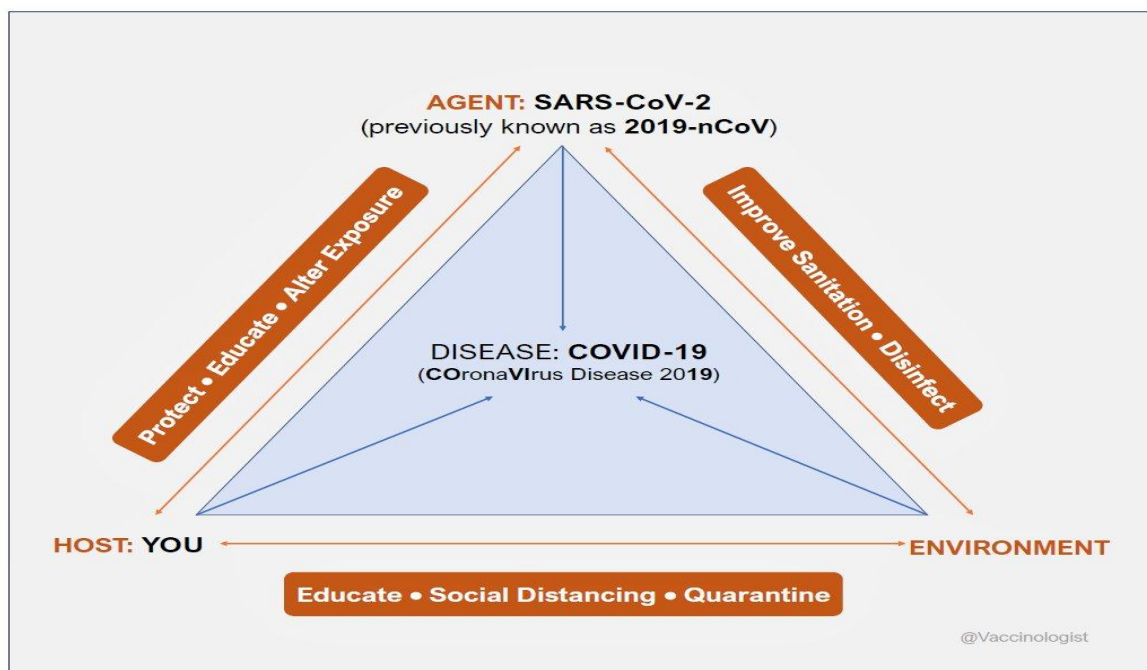 AGENT: SARS-CoV-2
(previously known as 2019-nCoV)
Protect • Educate • Alter Exposure
Improve Sanitation • Disinfect
DISEASE: COVID-19
(COronaVIrus Disease 2019)
HOST: YOU
ENVIRONMENT
Educate • Social Distancing • Quarantine
@Vaccinologist